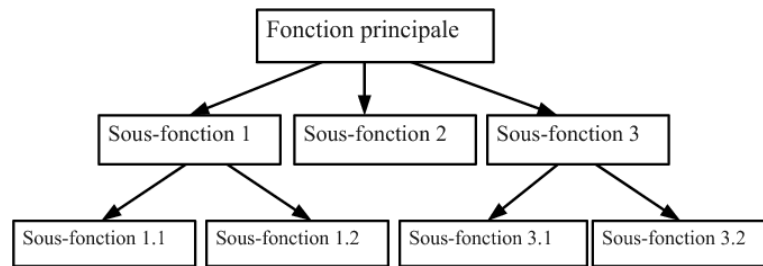 Fonction principale
Sous-fonction 1
Sous-fonction 2
Sous-fonction 3
Sous-fonction 1.1
Sous-fonction 1.2
Sous-fonction 3.1
Sous-fonction 3.2